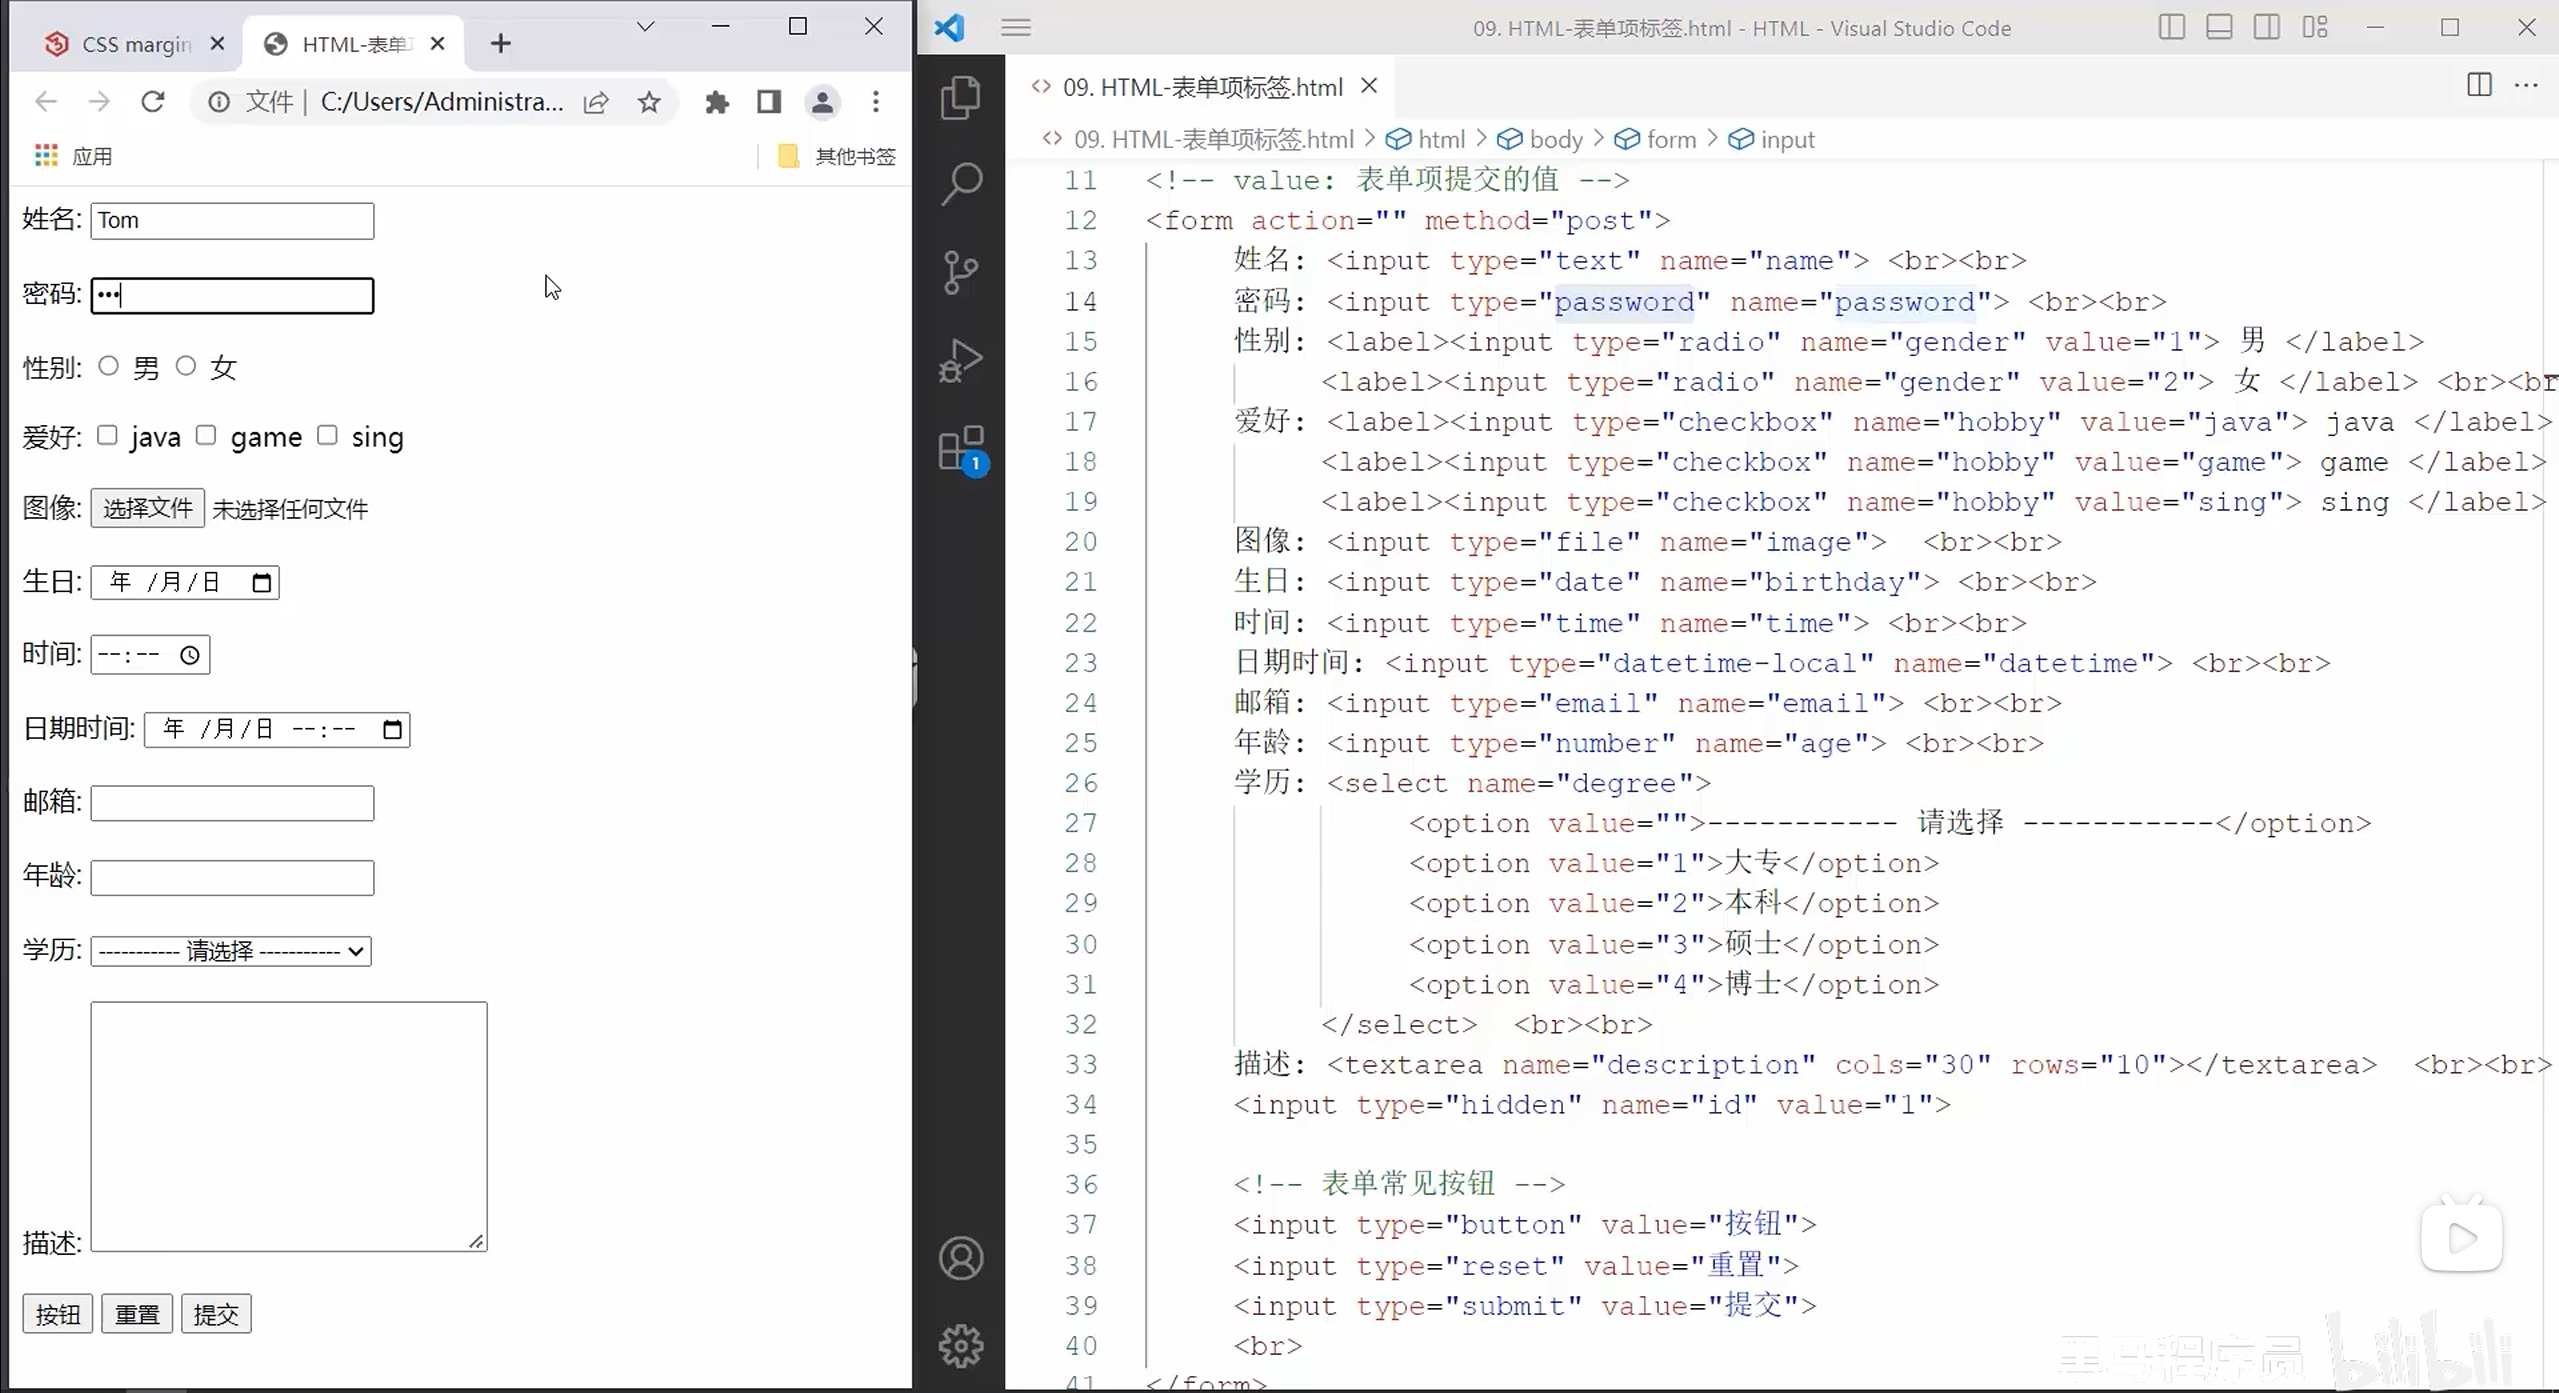 CSS margin
HTML-表单项
文件 | C:/Users/Administra...
应用
其他书签
姓名: Tom
密码: •••
性别: 男 女
爱好: java game sing
图像: 选择文件 未选择任何文件
生日: 年 /月/日
时间: --:--
日期时间: 年 /月/日 --:--
邮箱:
年龄:
学历: ----------- 请选择 -----------
描述:
按钮 重置 提交
09. HTML-表单项标签.html - HTML - Visual Studio Code
09. HTML-表单项标签.html
09. HTML-表单项标签.html > html > body > form > input
1
11 <!-- value: 表单项提交的值 -->
12 <form action="" method="post">
13 姓名: <input type="text" name="name"> <br><br>
14 密码: <input type="password" name="password"> <br><br>
15 性别: <label><input type="radio" name="gender" value="1"> 男 </label>
16 <label><input type="radio" name="gender" value="2"> 女 </label> <br><br
17 爱好: <label><input type="checkbox" name="hobby" value="java"> java </label>
18 <label><input type="checkbox" name="hobby" value="game"> game </label>
19 <label><input type="checkbox" name="hobby" value="sing"> sing </label>
20 图像: <input type="file" name="image">  <br><br>
21 生日: <input type="date" name="birthday"> <br><br>
22 时间: <input type="time" name="time"> <br><br>
23 日期时间: <input type="datetime-local" name="datetime"> <br><br>
24 邮箱: <input type="email" name="email"> <br><br>
25 年龄: <input type="number" name="age"> <br><br>
26 学历: <select name="degree">
27 <option value="">----------- 请选择 -----------</option>
28 <option value="1">大专</option>
29 <option value="2">本科</option>
30 <option value="3">硕士</option>
31 <option value="4">博士</option>
32 </select>  <br><br>
33 描述: <textarea name="description" cols="30" rows="10"></textarea>  <br><br>
34 <input type="hidden" name="id" value="1">
35
36 <!-- 表单常见按钮 -->
37 <input type="button" value="按钮">
38 <input type="reset" value="重置">
39 <input type="submit" value="提交">
40 <br>
41 </form>
黑马程序员 bilibili